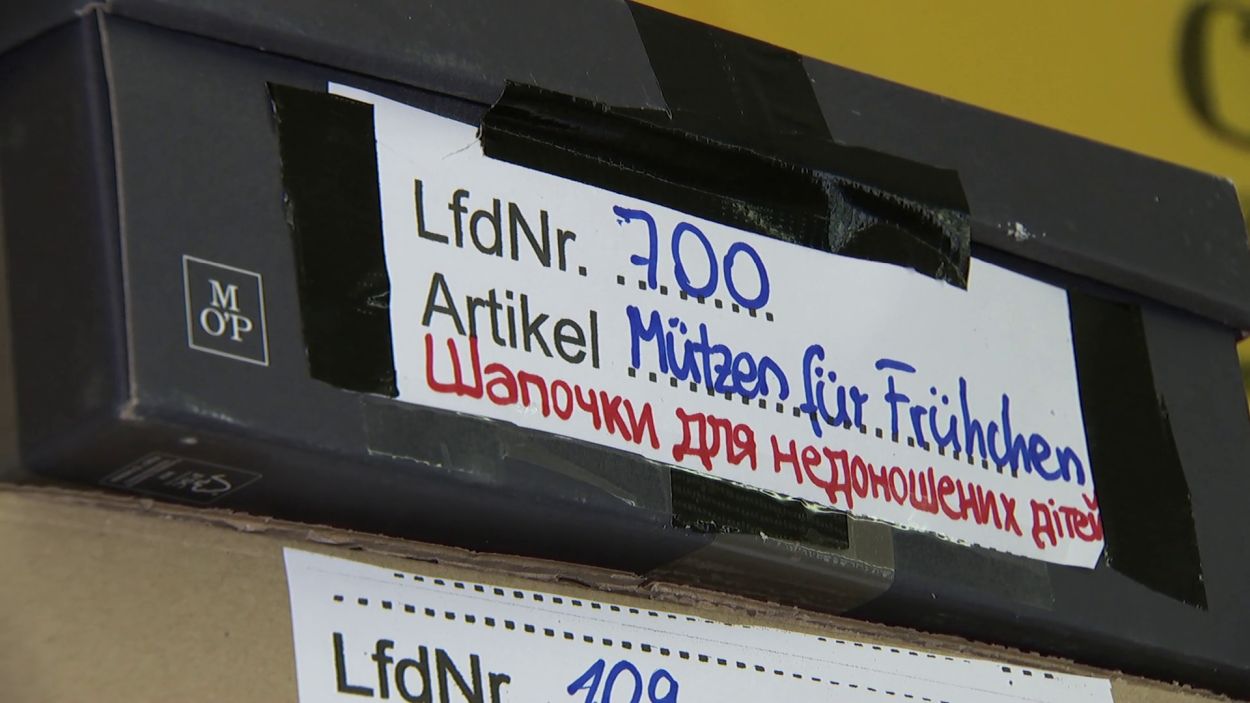 LfdNr. 700
Artikel Mützen für Frühchen
Шапочки для недоношених дітей
M
O'P
LfdNr 109